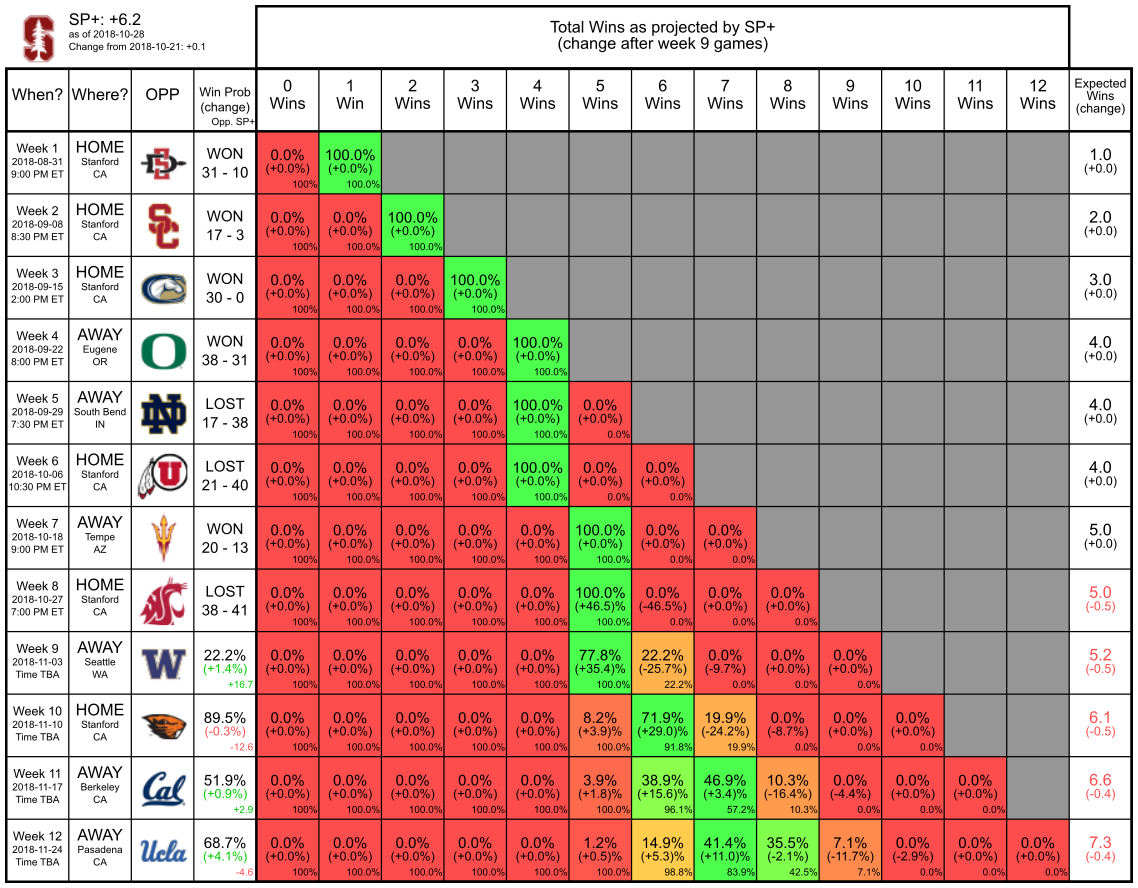 SP+: +6.2
as of 2018-10-28
Change from 2018-10-21: +0.1
Total Wins as projected by SP+
(change after week 9 games)
When? Where? OPP Win Prob (change) Opp. SP+ 0 Wins 1 Win 2 Wins 3 Wins 4 Wins 5 Wins 6 Wins 7 Wins 8 Wins 9 Wins 10 Wins 11 Wins 12 Wins Expected Wins (change)
Week 1 HOME WON 0.0% 100.0% 1.0
2018-08-31 Stanford 31 - 10 (+0.0%) (+0.0%) (+0.0)
9:00 PM ET CA 100% 100.0%
Week 2 HOME SC WON 0.0% 0.0% 100.0% 2.0
2018-09-08 Stanford 17 - 3 (+0.0%) (+0.0%) (+0.0%) (+0.0)
8:30 PM ET CA 100% 100.0% 100.0%
Week 3 HOME WON 0.0% 0.0% 0.0% 100.0% 3.0
2018-09-15 Stanford 30 - 0 (+0.0%) (+0.0%) (+0.0%) (+0.0%) (+0.0)
2:00 PM ET CA 100% 100.0% 100.0% 100.0%
Week 4 AWAY O WON 0.0% 0.0% 0.0% 0.0% 100.0% 4.0
2018-09-22 Eugene 38 - 31 (+0.0%) (+0.0%) (+0.0%) (+0.0%) (+0.0%) (+0.0)
8:00 PM ET OR 100% 100.0% 100.0% 100.0% 100.0%
Week 5 AWAY ND LOST 0.0% 0.0% 0.0% 0.0% 100.0% 0.0% 4.0
2018-09-29 South Bend 17 - 38 (+0.0%) (+0.0%) (+0.0%) (+0.0%) (+0.0%) (+0.0%) (+0.0)
7:30 PM ET IN 100% 100.0% 100.0% 100.0% 100.0% 0.0%
Week 6 HOME U LOST 0.0% 0.0% 0.0% 0.0% 100.0% 0.0% 0.0% 4.0
2018-10-06 Stanford 21 - 40 (+0.0%) (+0.0%) (+0.0%) (+0.0%) (+0.0%) (+0.0%) (+0.0%) (+0.0)
10:30 PM ET CA 100% 100.0% 100.0% 100.0% 100.0% 0.0% 0.0%
Week 7 AWAY WON 0.0% 0.0% 0.0% 0.0% 0.0% 100.0% 0.0% 0.0% 5.0
2018-10-18 Tempe 20 - 13 (+0.0%) (+0.0%) (+0.0%) (+0.0%) (+0.0%) (+0.0%) (+0.0%) (+0.0%) (+0.0)
9:00 PM ET AZ 100% 100.0% 100.0% 100.0% 100.0% 100.0% 0.0% 0.0%
Week 8 HOME LOST 0.0% 0.0% 0.0% 0.0% 0.0% 100.0% 0.0% 0.0% 0.0% 5.0
2018-10-27 Stanford 38 - 41 (+0.0%) (+0.0%) (+0.0%) (+0.0%) (+0.0%) (+46.5)% (-46.5%) (+0.0%) (+0.0%) (-0.5)
7:00 PM ET CA 100% 100.0% 100.0% 100.0% 100.0% 100.0% 0.0% 0.0% 0.0%
Week 9 AWAY W 22.2% 0.0% 0.0% 0.0% 0.0% 0.0% 77.8% 22.2% 0.0% 0.0% 0.0% 5.2
2018-11-03 Seattle (+1.4%) (+0.0%) (+0.0%) (+0.0%) (+0.0%) (+0.0%) (+35.4)% (-25.7%) (-9.7%) (+0.0%) (+0.0%) (-0.5)
Time TBA WA +16.7 100% 100.0% 100.0% 100.0% 100.0% 100.0% 22.2% 0.0% 0.0% 0.0%
Week 10 HOME 89.5% 0.0% 0.0% 0.0% 0.0% 0.0% 8.2% 71.9% 19.9% 0.0% 0.0% 0.0% 6.1
2018-11-10 Stanford (-0.3%) (+0.0%) (+0.0%) (+0.0%) (+0.0%) (+0.0%) (+3.9)% (+29.0)% (-24.2%) (-8.7%) (+0.0%) (+0.0%) (-0.5)
Time TBA CA -12.6 100% 100.0% 100.0% 100.0% 100.0% 100.0% 91.8% 19.9% 0.0% 0.0% 0.0%
Week 11 AWAY Cal 51.9% 0.0% 0.0% 0.0% 0.0% 0.0% 3.9% 38.9% 46.9% 10.3% 0.0% 0.0% 0.0% 6.6
2018-11-17 Berkeley (+0.9%) (+0.0%) (+0.0%) (+0.0%) (+0.0%) (+0.0%) (+1.8)% (+15.6)% (+3.4)% (-16.4%) (-4.4%) (+0.0%) (+0.0%) (-0.4)
Time TBA CA +2.9 100% 100.0% 100.0% 100.0% 100.0% 100.0% 96.1% 57.2% 10.3% 0.0% 0.0% 0.0%
Week 12 AWAY Ucla 68.7% 0.0% 0.0% 0.0% 0.0% 0.0% 1.2% 14.9% 41.4% 35.5% 7.1% 0.0% 0.0% 0.0% 7.3
2018-11-24 Pasadena (+4.1%) (+0.0%) (+0.0%) (+0.0%) (+0.0%) (+0.0%) (+0.5)% (+5.3)% (+11.0)% (-2.1%) (-11.7%) (-2.9%) (+0.0%) (+0.0%) (-0.4)
Time TBA CA -4.6 100% 100.0% 100.0% 100.0% 100.0% 100.0% 98.8% 83.9% 42.5% 7.1% 0.0% 0.0% 0.0%